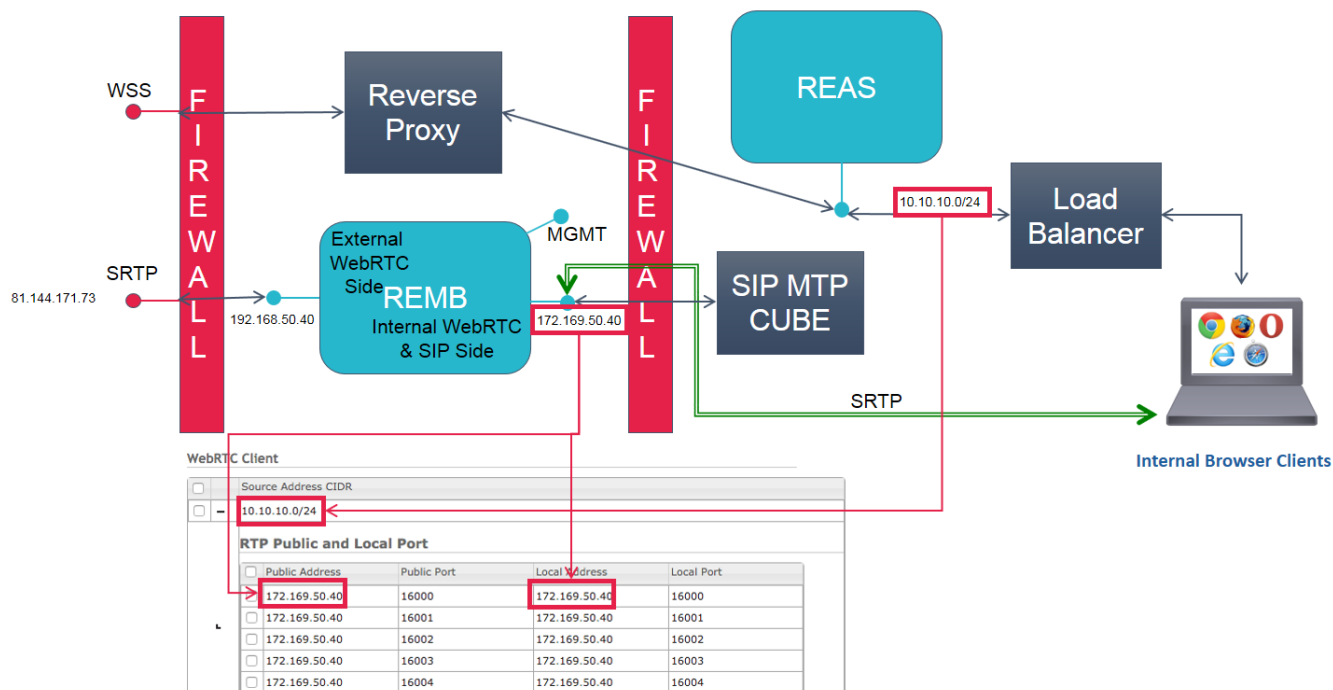 WSS
FIREWALL
Reverse
Proxy
FIREWALL
REAS
10.10.10.0/24
Load
Balancer
External
WebRTC
Side
MGMT
SRTP
81.144.171.73
192.168.50.40
REMB
Internal WebRTC
& SIP Side
172.169.50.40
SIP MTP
CUBE
SRTP
Internal Browser Clients
WebRTC Client
Source Address CIDR
10.10.10.0/24
RTP Public and Local Port
Public Address Public Port Local Address Local Port
172.169.50.40 16000 172.169.50.40 16000
172.169.50.40 16001 172.169.50.40 16001
172.169.50.40 16002 172.169.50.40 16002
172.169.50.40 16003 172.169.50.40 16003
172.169.50.40 16004 172.169.50.40 16004